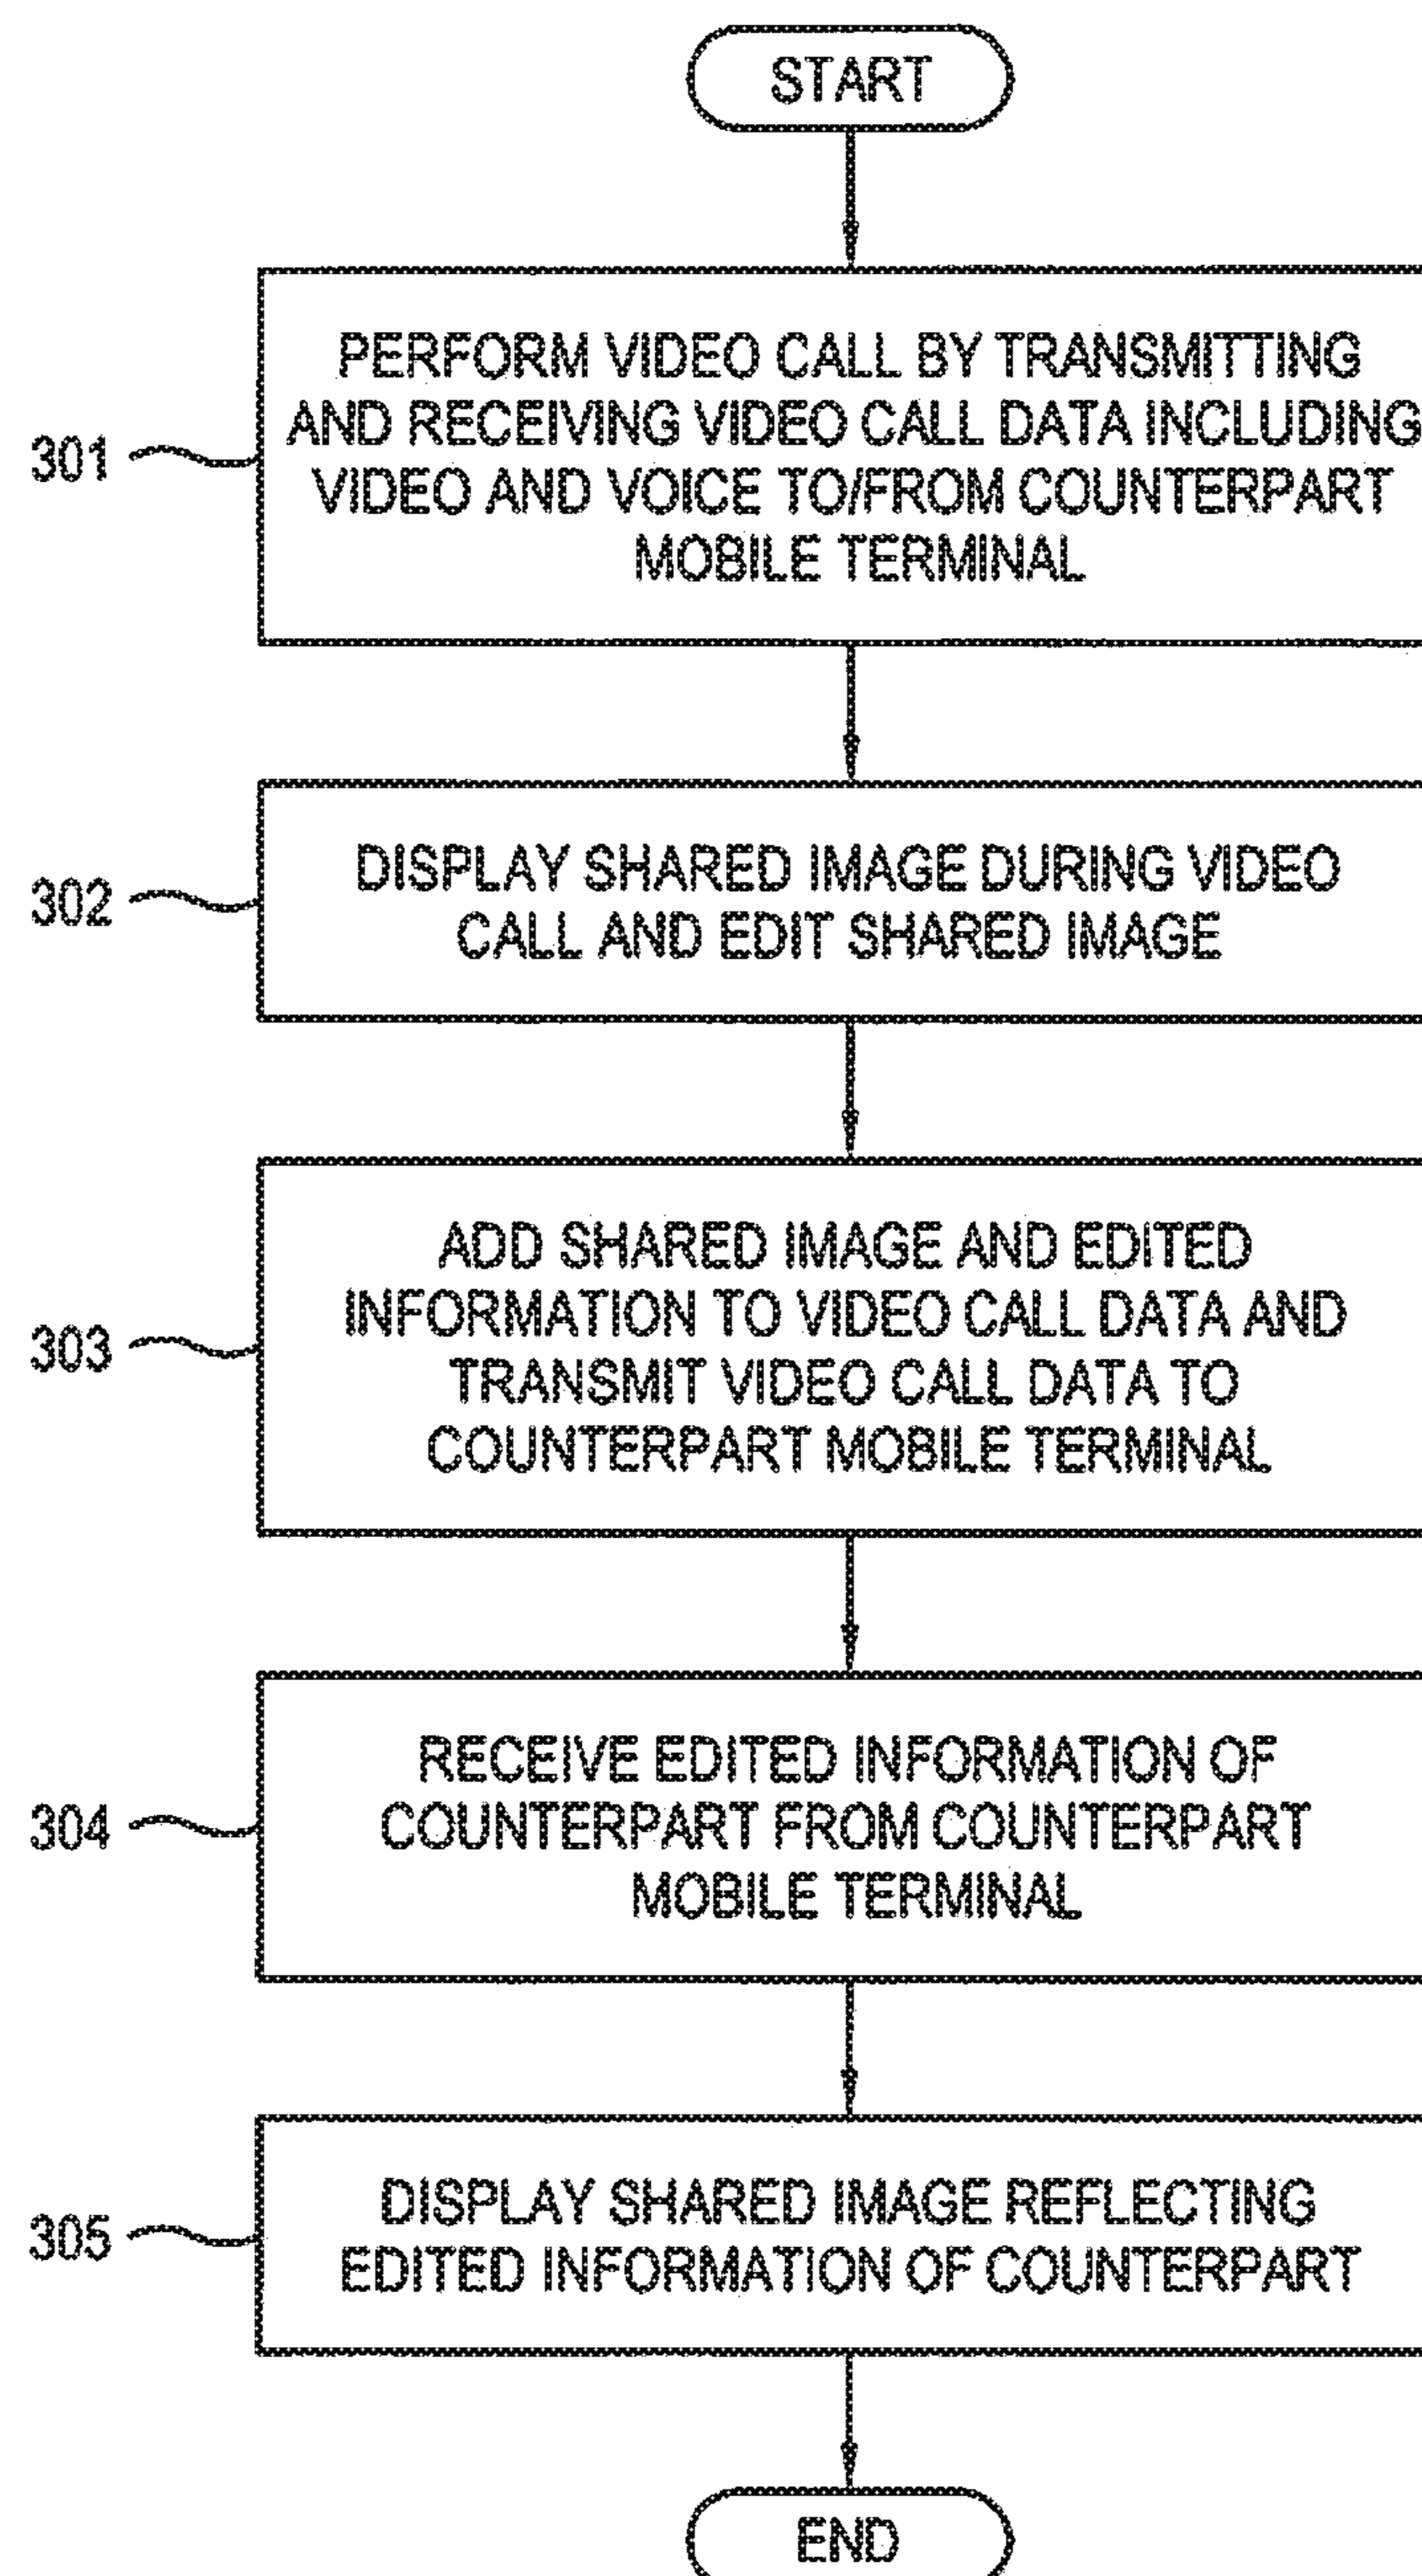 START
301
PERFORM VIDEO CALL BY TRANSMITTING
AND RECEIVING VIDEO CALL DATA INCLUDING
VIDEO AND VOICE TO/FROM COUNTERPART
MOBILE TERMINAL
302
DISPLAY SHARED IMAGE DURING VIDEO
CALL AND EDIT SHARED IMAGE
303
ADD SHARED IMAGE AND EDITED
INFORMATION TO VIDEO CALL DATA AND
TRANSMIT VIDEO CALL DATA TO
COUNTERPART MOBILE TERMINAL
304
RECEIVE EDITED INFORMATION OF
COUNTERPART FROM COUNTERPART
MOBILE TERMINAL
305
DISPLAY SHARED IMAGE REFLECTING
EDITED INFORMATION OF COUNTERPART
END